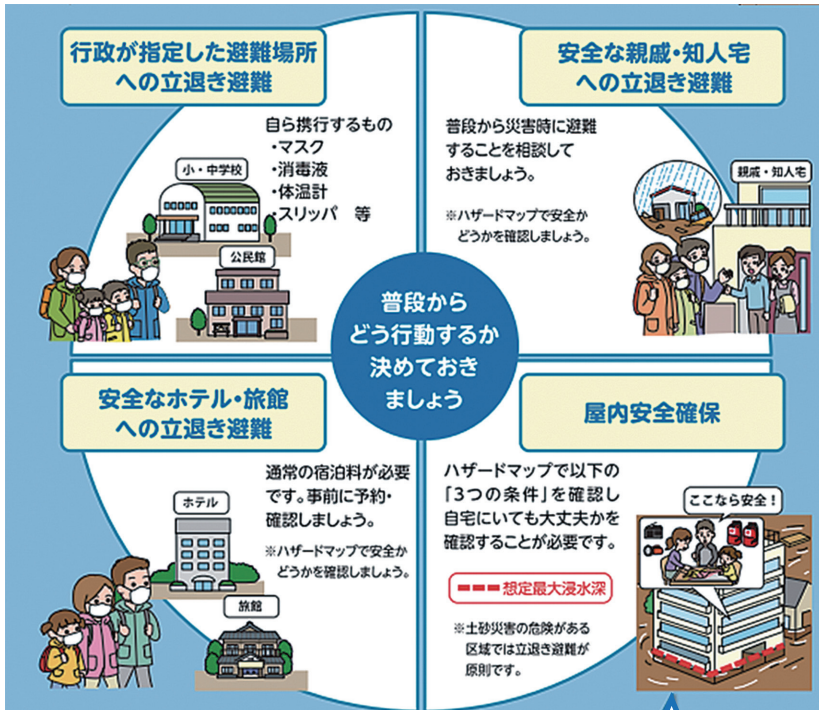 行政が指定した避難場所
への立退き避難
自ら携行するもの
・マスク
・消毒液
・体温計
・スリッパ 等
小・中学校
公民館
安全な親戚・知人宅
への立退き避難
普段から災害時に避難
することを相談して
おきましょう。
※ハザードマップで安全か
どうかを確認しましょう。
親戚・知人宅
普段から
どう行動するか
決めておき
ましょう
安全なホテル・旅館
への立退き避難
通常の宿泊料が必要
です。事前に予約・
確認しましょう。
※ハザードマップで安全か
どうかを確認しましょう。
ホテル
旅館
屋内安全確保
ハザードマップで以下の
「3つの条件」を確認し
自宅にいても大丈夫かを
確認することが必要です。
想定最大浸水深
※土砂災害の危険がある
区域では立退き避難が
原則です。
ここなら安全！